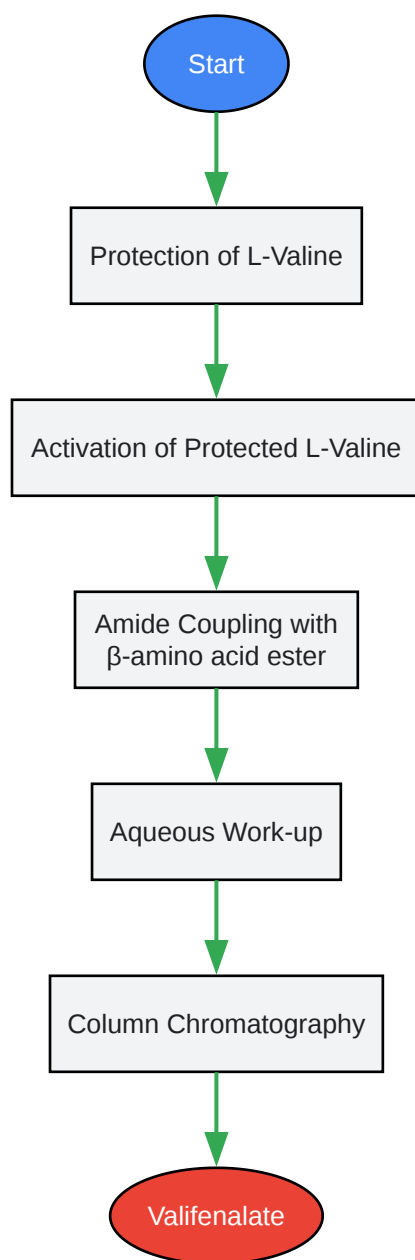 Start
Protection of L-Valine
Activation of Protected L-Valine
Amide Coupling with
β-amino acid ester
Aqueous Work-up
Column Chromatography
Valifenalate